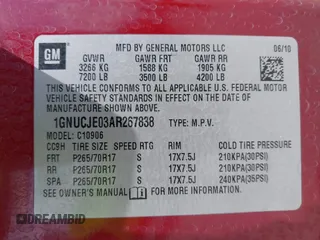 GM
MFD BY GENERAL MOTORS LLC 06/10
GVWR GAWR FRT GAWR RR
3266 KG 1588 KG 1905 KG
7200 LB 3500 LB 4200 LB
THIS VEHICLE CONFORMS TO ALL APPLICABLE U.S. FEDERAL MOTOR
VEHICLE SAFETY STANDARDS IN EFFECT ON THE DATE OF
MANUFACTURE SHOWN ABOVE.
1GNUCJE03AR267838 TYPE: M.P.V.
MODEL: C10906
CC9H TIRE SIZE SPEED RTG RIM COLD TIRE PRESSURE
FRT P265/70R17 S 17X7.5J 210KPA(30PSI)
RR P265/70R17 S 17X7.5J 210KPA(30PSI)
SPA P265/70R17 S 17X7.5J 240KPA(35PSI)
SEE OWNER'S MANUAL FOR MORE INFORMATION.
DREAMBID